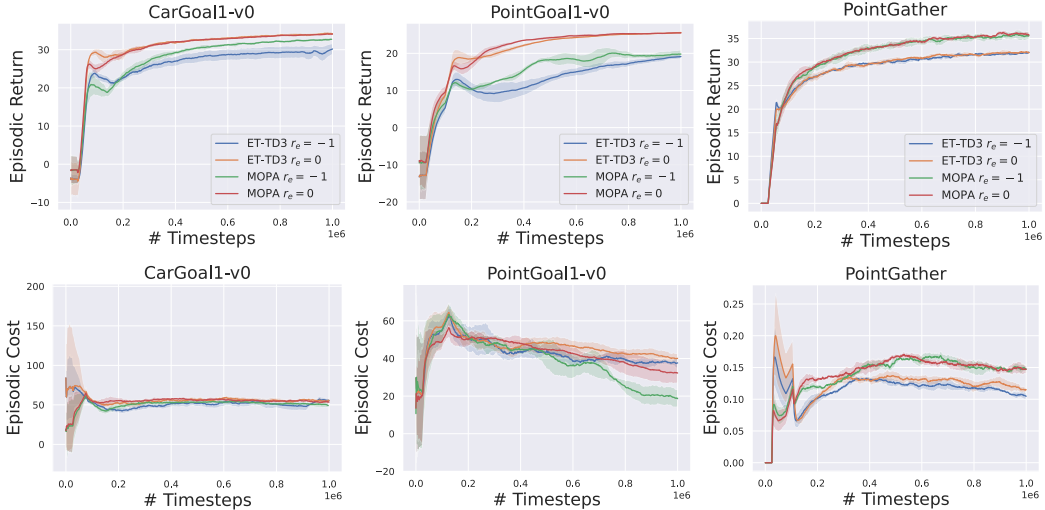 CarGoal1-v0
PointGoal1-v0
PointGather
Episodic Return
30
20
10
0
−10
0.0
0.2
0.4
0.6
0.8
1.0
1e6
# Timesteps
ET-TD3 r_e = −1
ET-TD3 r_e = 0
MOPA r_e = −1
MOPA r_e = 0
Episodic Return
20
10
0
−10
−20
0.0
0.2
0.4
0.6
0.8
1.0
1e6
# Timesteps
ET-TD3 r_e = −1
ET-TD3 r_e = 0
MOPA r_e = −1
MOPA r_e = 0
Episodic Return
35
30
25
20
15
10
5
0
0.0
0.2
0.4
0.6
0.8
1.0
1e6
# Timesteps
ET-TD3 r_e = −1
ET-TD3 r_e = 0
MOPA r_e = −1
MOPA r_e = 0
CarGoal1-v0
PointGoal1-v0
PointGather
Episodic Cost
200
150
100
50
0
0.0
0.2
0.4
0.6
0.8
1.0
1e6
# Timesteps
Episodic Cost
60
40
20
0
−20
0.0
0.2
0.4
0.6
0.8
1.0
1e6
# Timesteps
Episodic Cost
0.25
0.20
0.15
0.10
0.05
0.00
0.0
0.2
0.4
0.6
0.8
1.0
1e6
# Timesteps